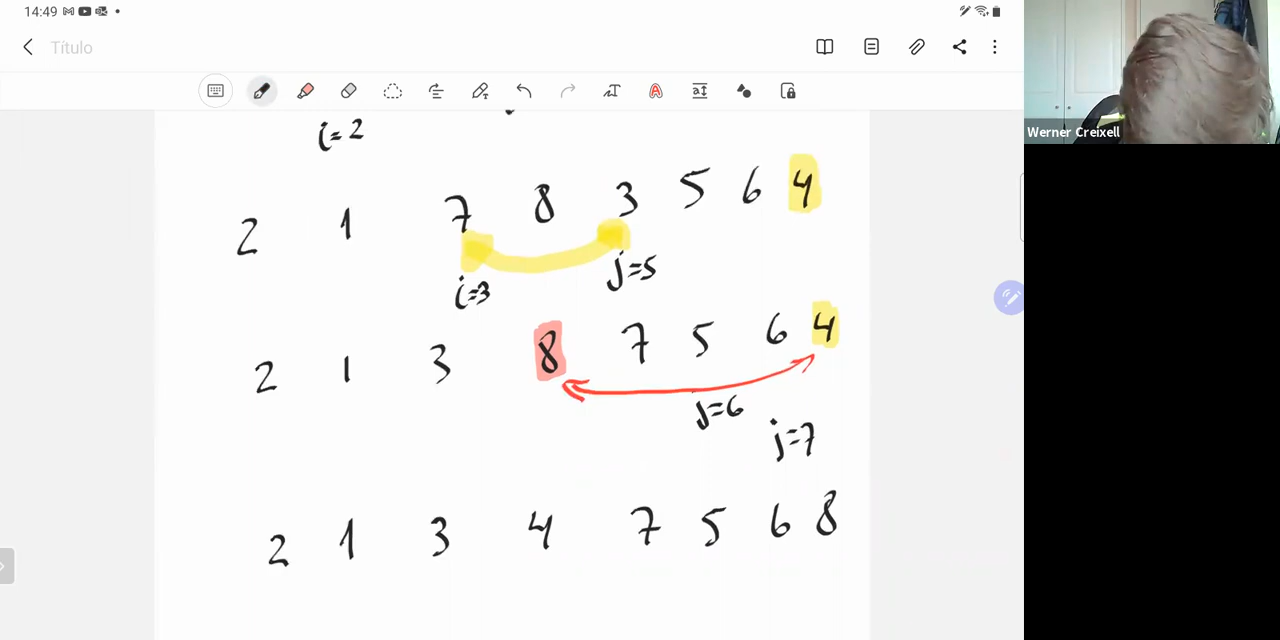 14:49
Título
Werner Creixell
i=2
2 1 7 8 3 5 6 4
i=3 j=5
2 1 3 8 7 5 6 4
j=6
j=7
2 1 3 4 7 5 6 8